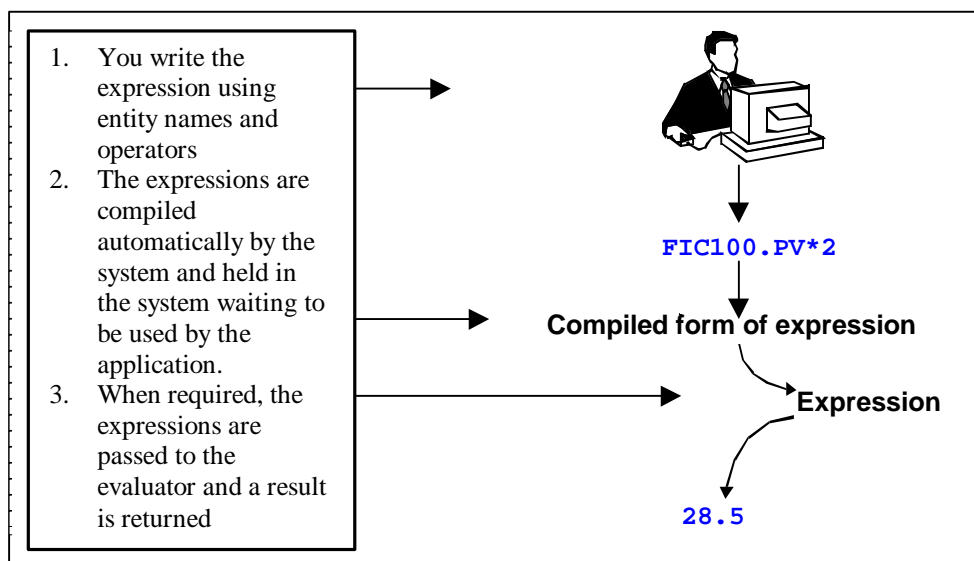 1. You write the
expression using
entity names and
operators
2. The expressions are
compiled
automatically by the
system and held in
the system waiting to
be used by the
application.
3. When required, the
expressions are
passed to the
evaluator and a result
is returned
FIC100.PV*2
Compiled form of expression
Expression
28.5